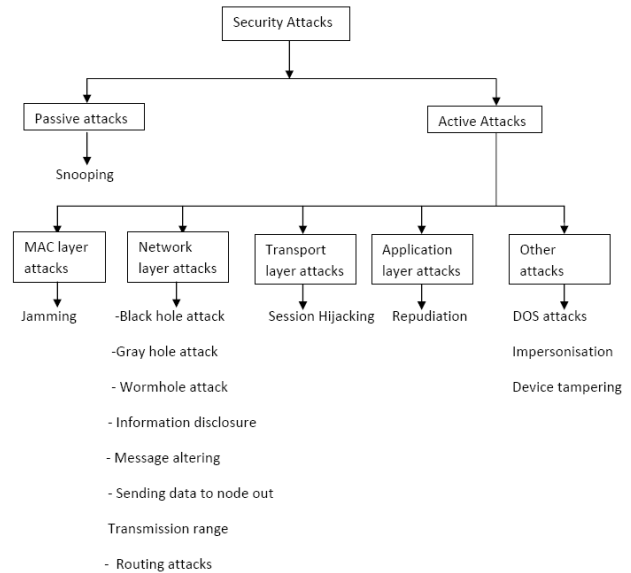 Security Attacks
Passive attacks
Active Attacks
Snooping
MAC layer
attacks
Network
layer attacks
Transport
layer attacks
Application
layer attacks
Other
attacks
Jamming
-Black hole attack
-Gray hole attack
- Wormhole attack
- Information disclosure
- Message altering
- Sending data to node out
Transmission range
- Routing attacks
Session Hijacking
Repudiation
DOS attacks
Impersonisation
Device tampering